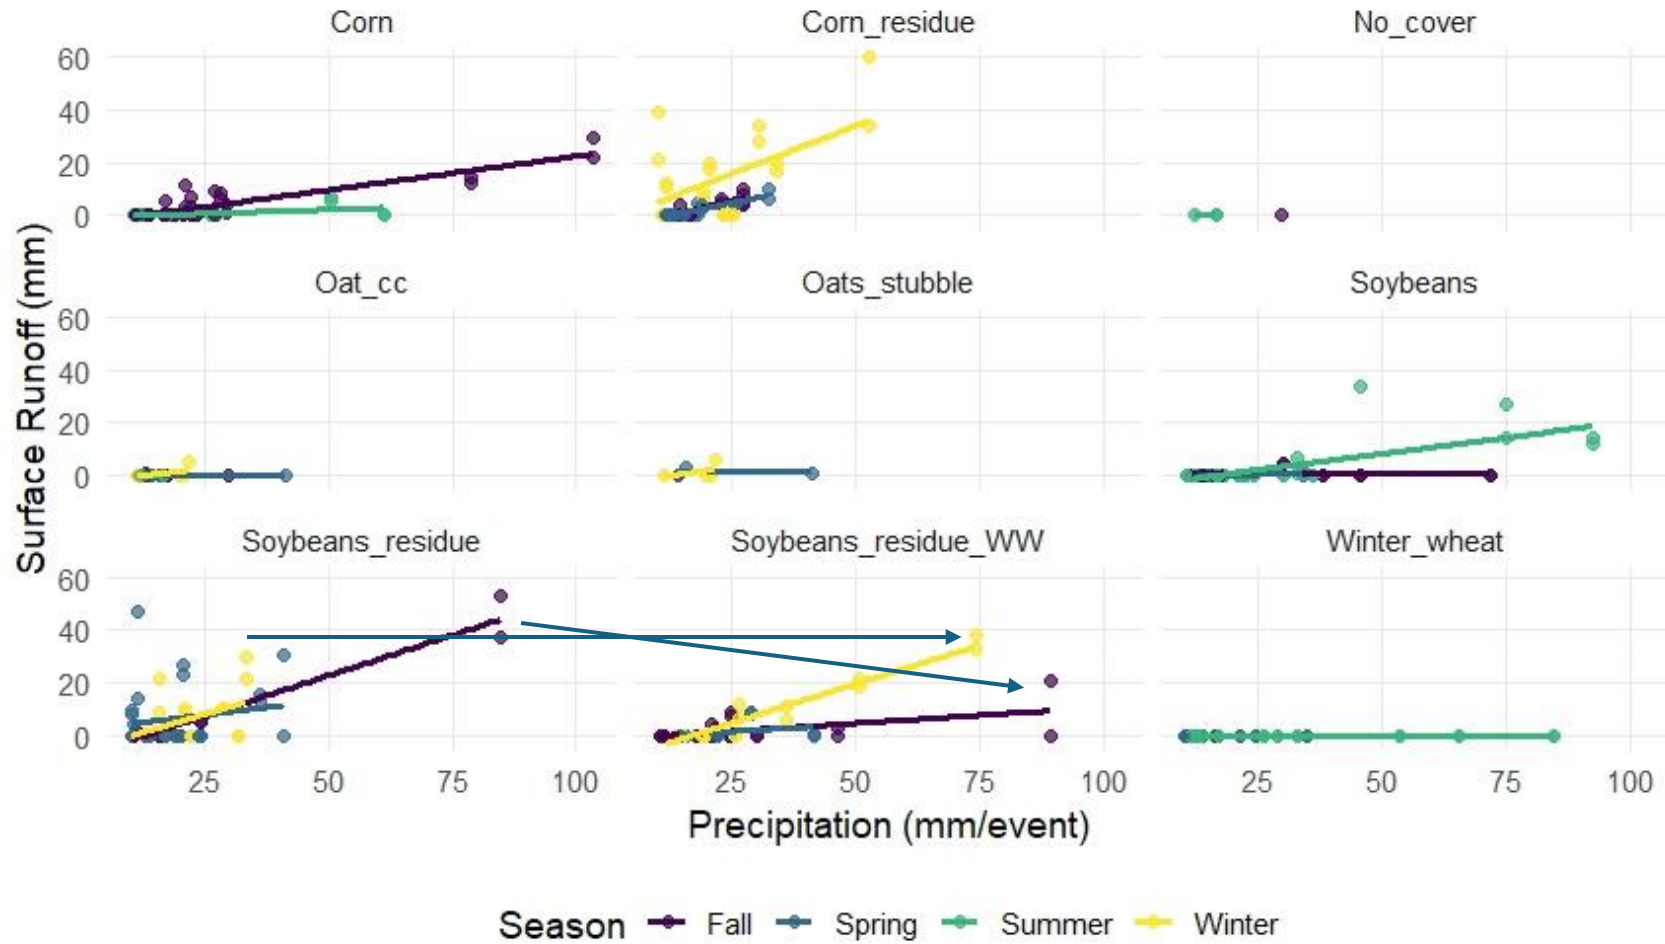 Corn Corn_residue No_cover
60
40
20
0
Oat_cc Oats_stubble Soybeans
60
40
20
0
Surface Runoff (mm)
Soybeans_residue Soybeans_residue_WW Winter_wheat
60
40
20
0
25 50 75 100 25 50 75 100 25 50 75 100
Precipitation (mm/event)
Season Fall Spring Summer Winter